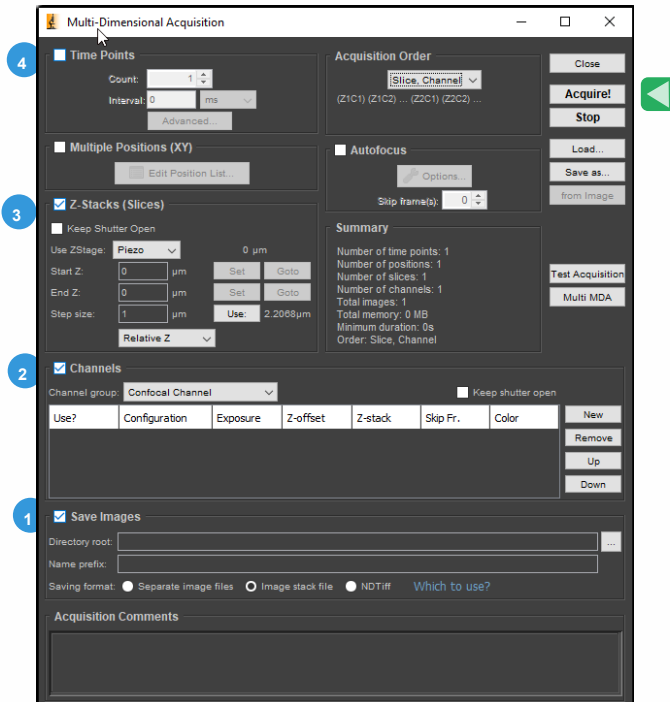 Multi-Dimensional Acquisition
4
Time Points
Count: 1
Interval: 0 ms
Advanced...
Multiple Positions (XY)
Edit Position List...
3
Z-Stacks (Slices)
Keep Shutter Open
Use ZStage: Piezo 0 µm
Start Z: 0 µm Set Goto
End Z: 0 µm Set Goto
Step size: 1 µm Use: 2.2068µm
Relative Z
Acquisition Order
Slice, Channel
(Z1C1) (Z1C2) ... (Z2C1) (Z2C2) ...
Autofocus
Options...
Skip frame(s): 0
Summary
Number of time points: 1
Number of positions: 1
Number of slices: 1
Number of channels: 1
Total images: 1
Total memory: 0 MB
Minimum duration: 0s
Order: Slice, Channel
Close
Acquire!
Stop
Load...
Save as...
from Image
Test Acquisition
Multi MDA
2
Channels
Channel group: Confocal Channel Keep shutter open
Use? Configuration Exposure Z-offset Z-stack Skip Fr. Color
New
Remove
Up
Down
1
Save Images
Directory root: ...
Name prefix:
Saving format: Separate image files Image stack file NDTiff Which to use?
Acquisition Comments